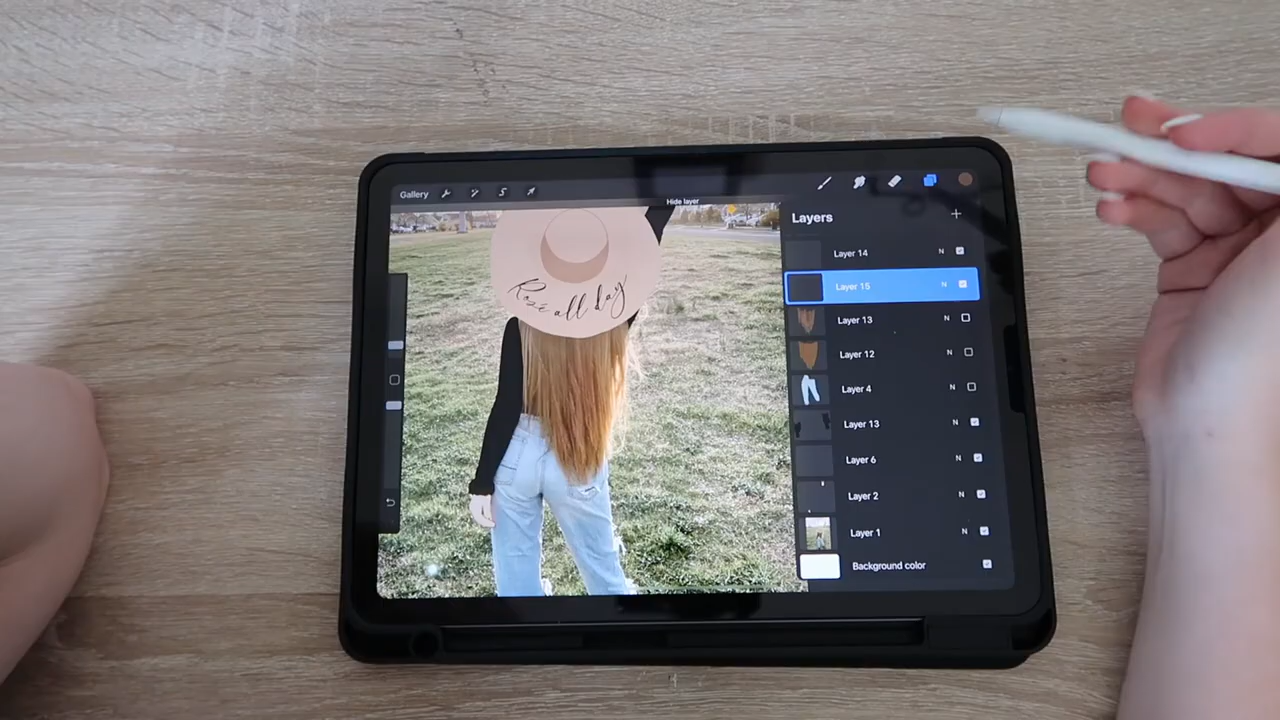 Gallery
Hide layer
Layers
Layer 14 N
Layer 15 N
Layer 13 N
Layer 12 N
Layer 4 N
Layer 13 N
Layer 6 N
Layer 2 N
Layer 1 N
Background color
Rosé all day